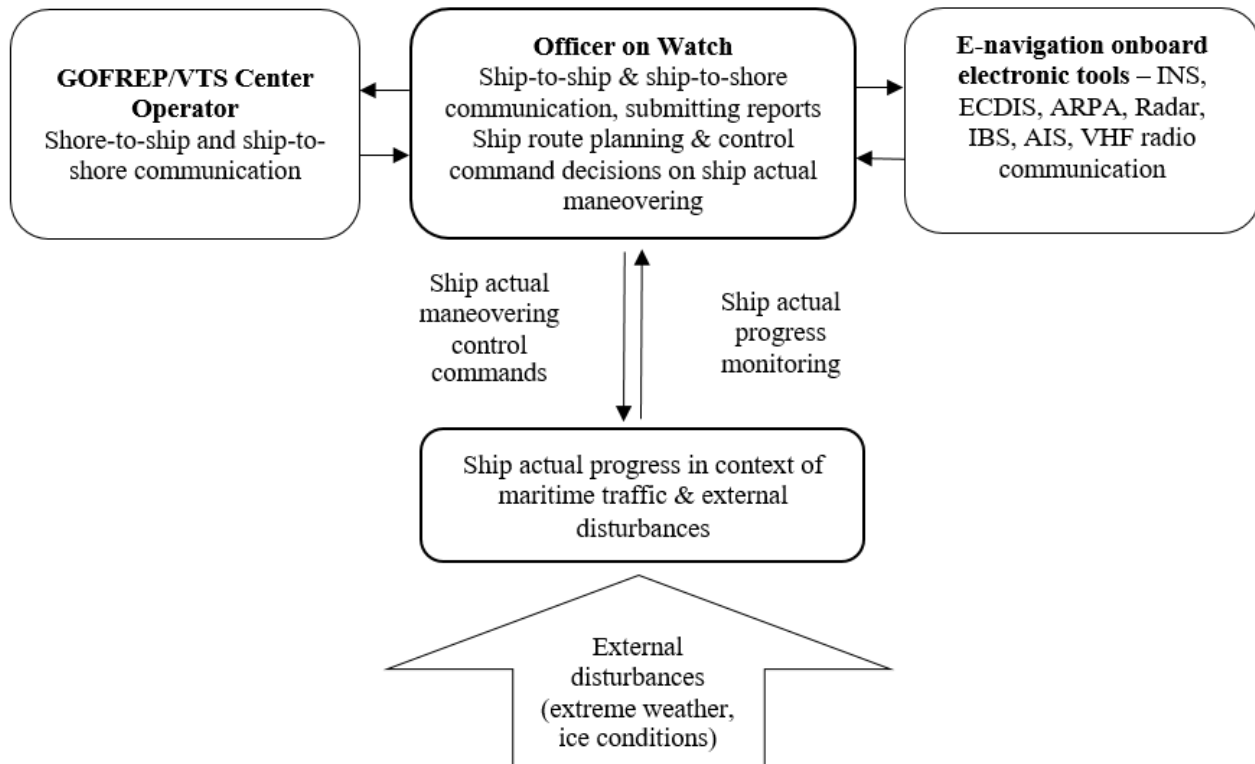 GOFREP/VTS Center
Operator
Shore-to-ship and ship-to-
shore communication
Officer on Watch
Ship-to-ship & ship-to-shore
communication, submitting reports
Ship route planning & control
command decisions on ship actual
maneovering
E-navigation onboard
electronic tools – INS,
ECDIS, ARPA, Radar,
IBS, AIS, VHF radio
communication
Ship actual
maneovering
control
commands
Ship actual
progress
monitoring
Ship actual progress in context of
maritime traffic & external
disturbances
External
disturbances
(extreme weather,
ice conditions)